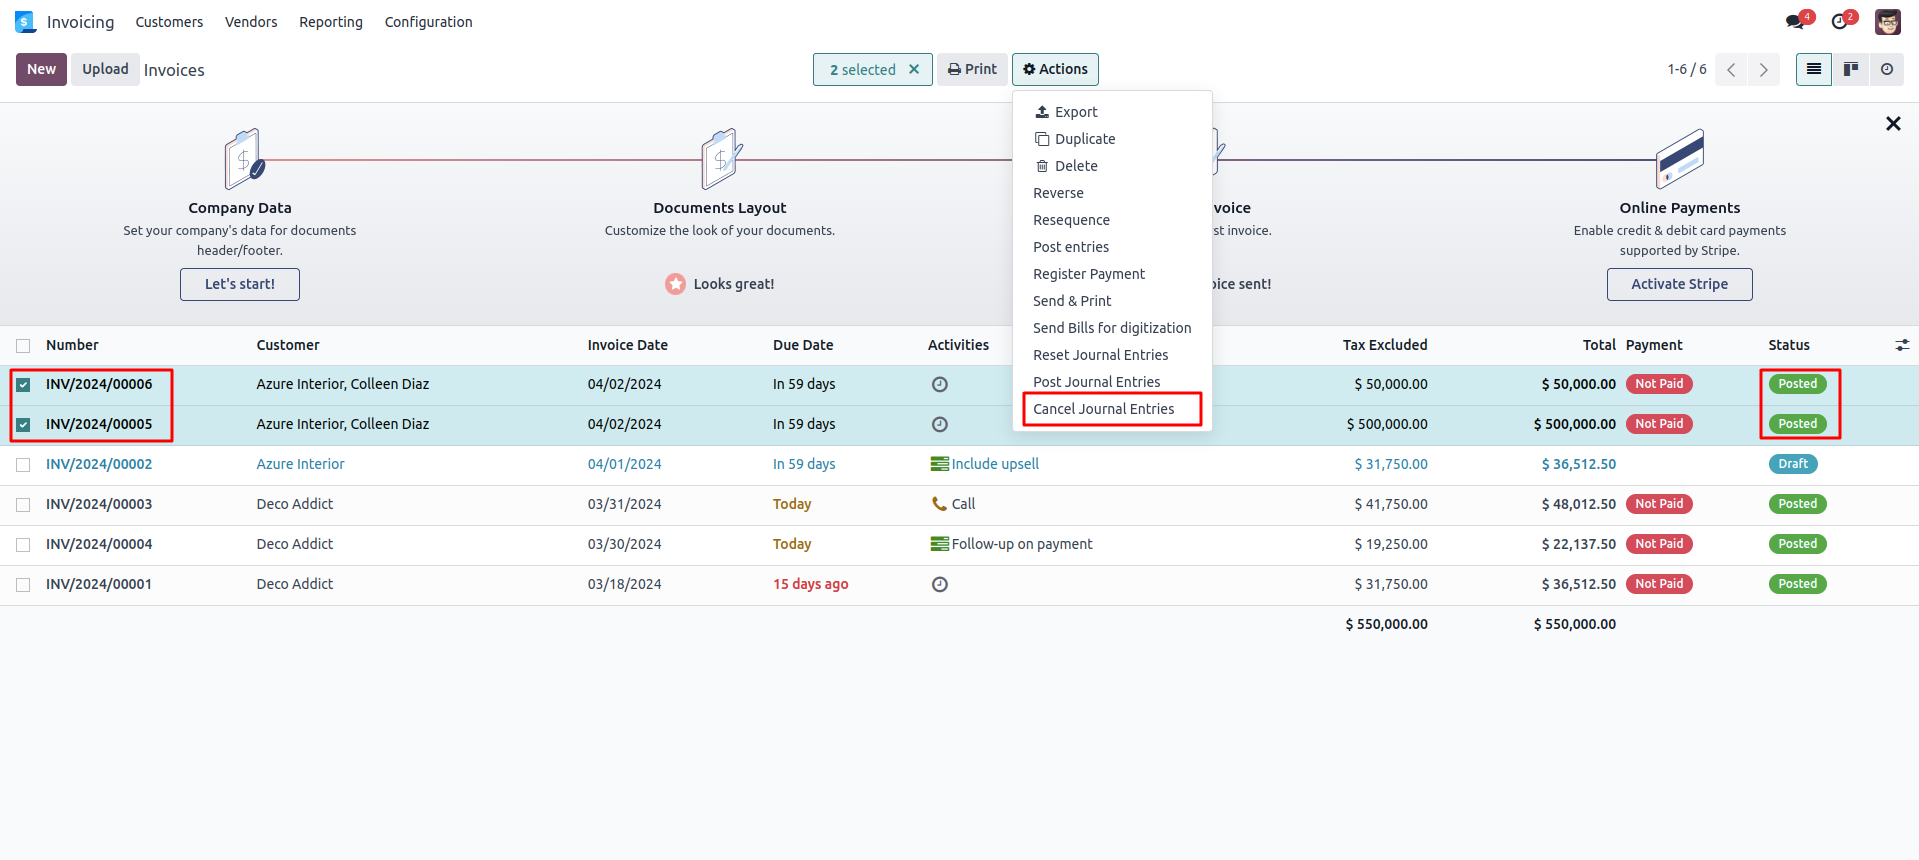 Invoicing Customers Vendors Reporting Configuration 4 2
New Upload Invoices 2 selected Print Actions 1-6 / 6
Export
Duplicate
Delete
Reverse
Resequence
Post entries
Register Payment
Send & Print
Send Bills for digitization
Reset Journal Entries
Post Journal Entries
Cancel Journal Entries
Company Data
Set your company's data for documents
header/footer.
Let's start!
Documents Layout
Customize the look of your documents.
Looks great!
voice
st invoice.
oice sent!
Online Payments
Enable credit & debit card payments
supported by Stripe.
Activate Stripe
Number Customer Invoice Date Due Date Activities Tax Excluded Total Payment Status
INV/2024/00006 Azure Interior, Colleen Diaz 04/02/2024 In 59 days $ 50,000.00 $ 50,000.00 Not Paid Posted
INV/2024/00005 Azure Interior, Colleen Diaz 04/02/2024 In 59 days $ 500,000.00 $ 500,000.00 Not Paid Posted
INV/2024/00002 Azure Interior 04/01/2024 In 59 days Include upsell $ 31,750.00 $ 36,512.50 Draft
INV/2024/00003 Deco Addict 03/31/2024 Today Call $ 41,750.00 $ 48,012.50 Not Paid Posted
INV/2024/00004 Deco Addict 03/30/2024 Today Follow-up on payment $ 19,250.00 $ 22,137.50 Not Paid Posted
INV/2024/00001 Deco Addict 03/18/2024 15 days ago $ 31,750.00 $ 36,512.50 Not Paid Posted
$ 550,000.00 $ 550,000.00